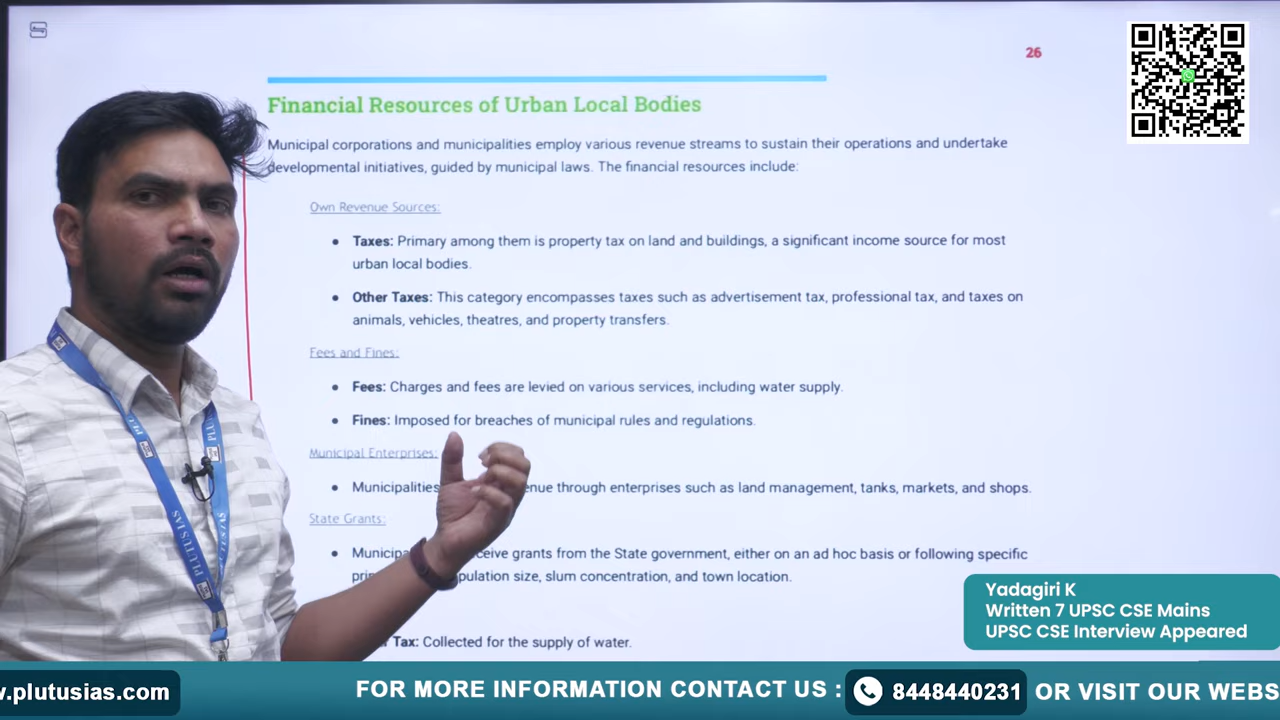 26
Financial Resources of Urban Local Bodies
Municipal corporations and municipalities employ various revenue streams to sustain their operations and undertake
developmental initiatives, guided by municipal laws. The financial resources include:
Own Revenue Sources:
• Taxes: Primary among them is property tax on land and buildings, a significant income source for most
urban local bodies.
• Other Taxes: This category encompasses taxes such as advertisement tax, professional tax, and taxes on
animals, vehicles, theatres, and property transfers.
Fees and Fines:
• Fees: Charges and fees are levied on various services, including water supply.
• Fines: Imposed for breaches of municipal rules and regulations.
Municipal Enterprises:
• Municipalities enue through enterprises such as land management, tanks, markets, and shops.
State Grants:
• Municipa ceive grants from the State government, either on an ad hoc basis or following specific
prin pulation size, slum concentration, and town location.
Tax: Collected for the supply of water.
PLUTUS IAS
PLUTUS IAS
Yadagiri K
Written 7 UPSC CSE Mains
UPSC CSE Interview Appeared
w.plutusias.com
FOR MORE INFORMATION CONTACT US :
8448440231
OR VISIT OUR WEBS